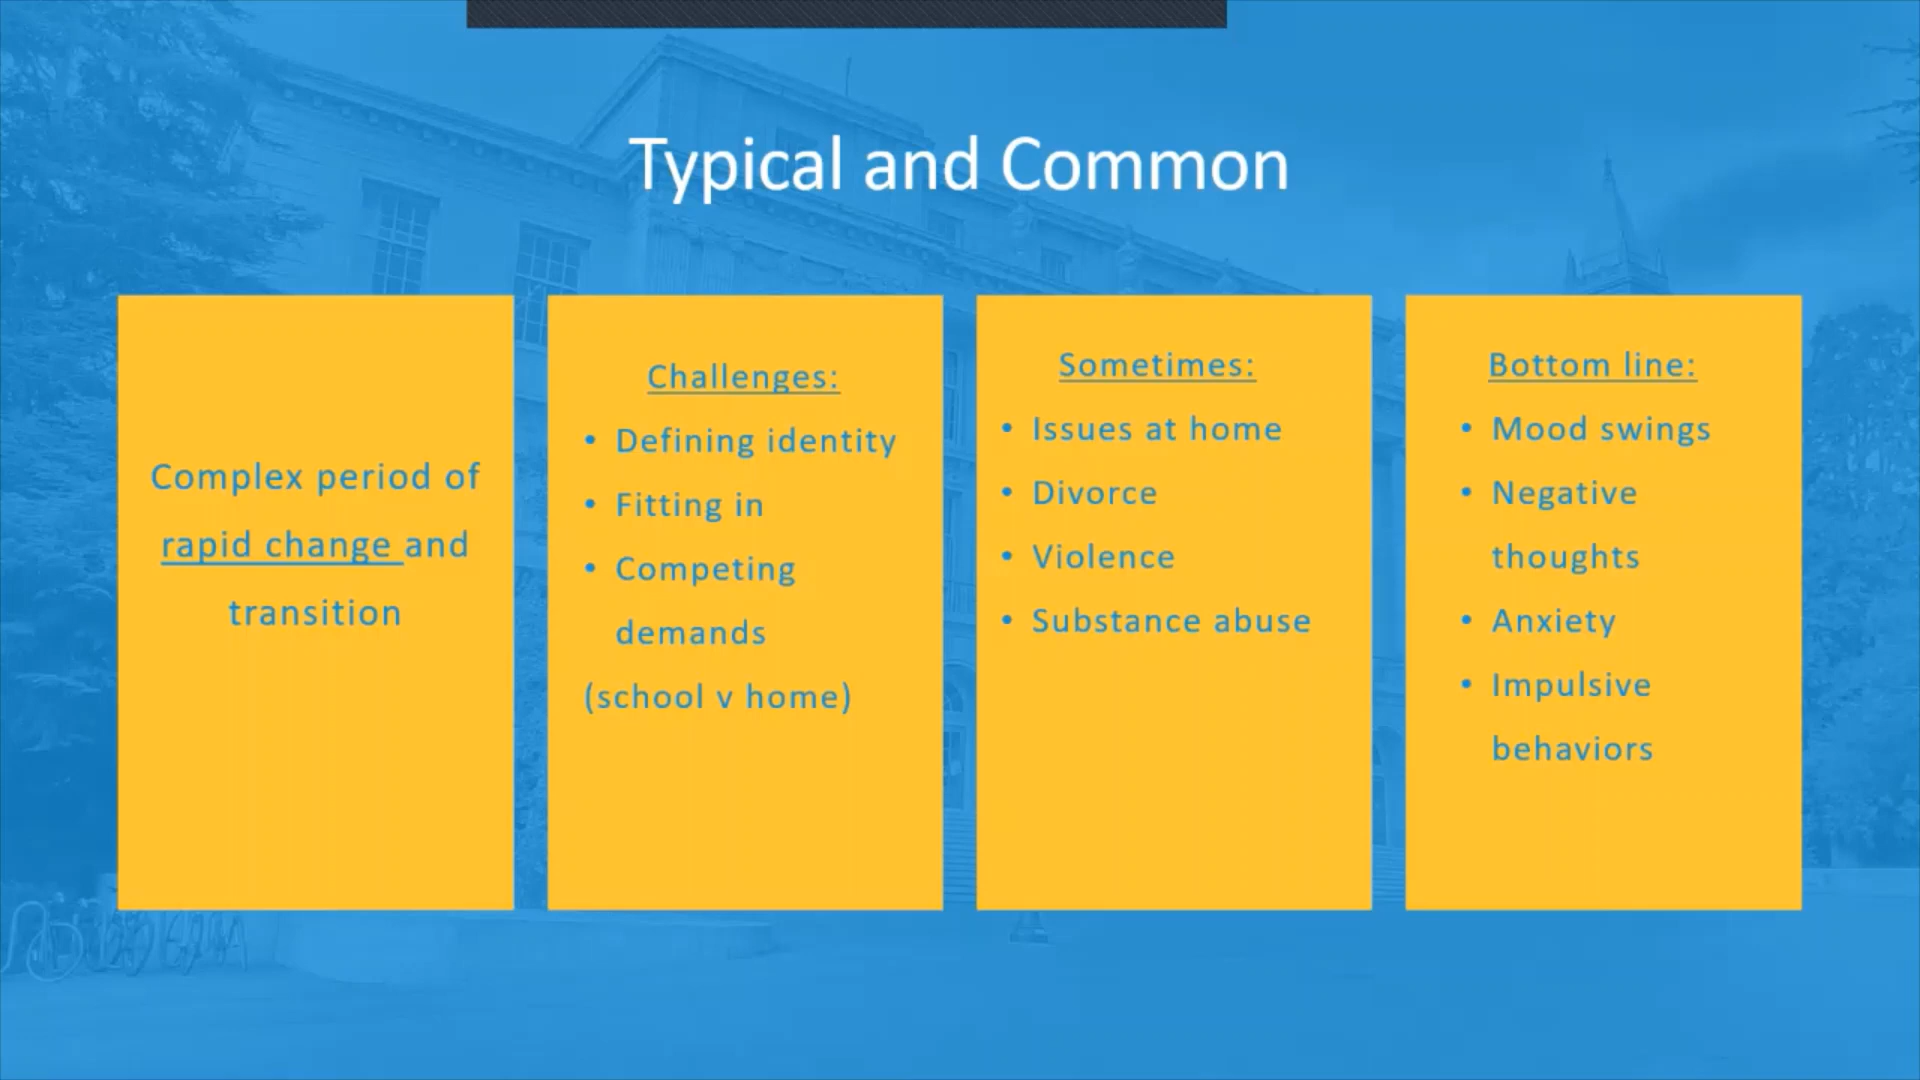 Typical and Common
Complex period of
rapid change and
transition
Challenges:
• Defining identity
• Fitting in
• Competing
demands
(school v home)
Sometimes:
• Issues at home
• Divorce
• Violence
• Substance abuse
Bottom line:
• Mood swings
• Negative
thoughts
• Anxiety
• Impulsive
behaviors